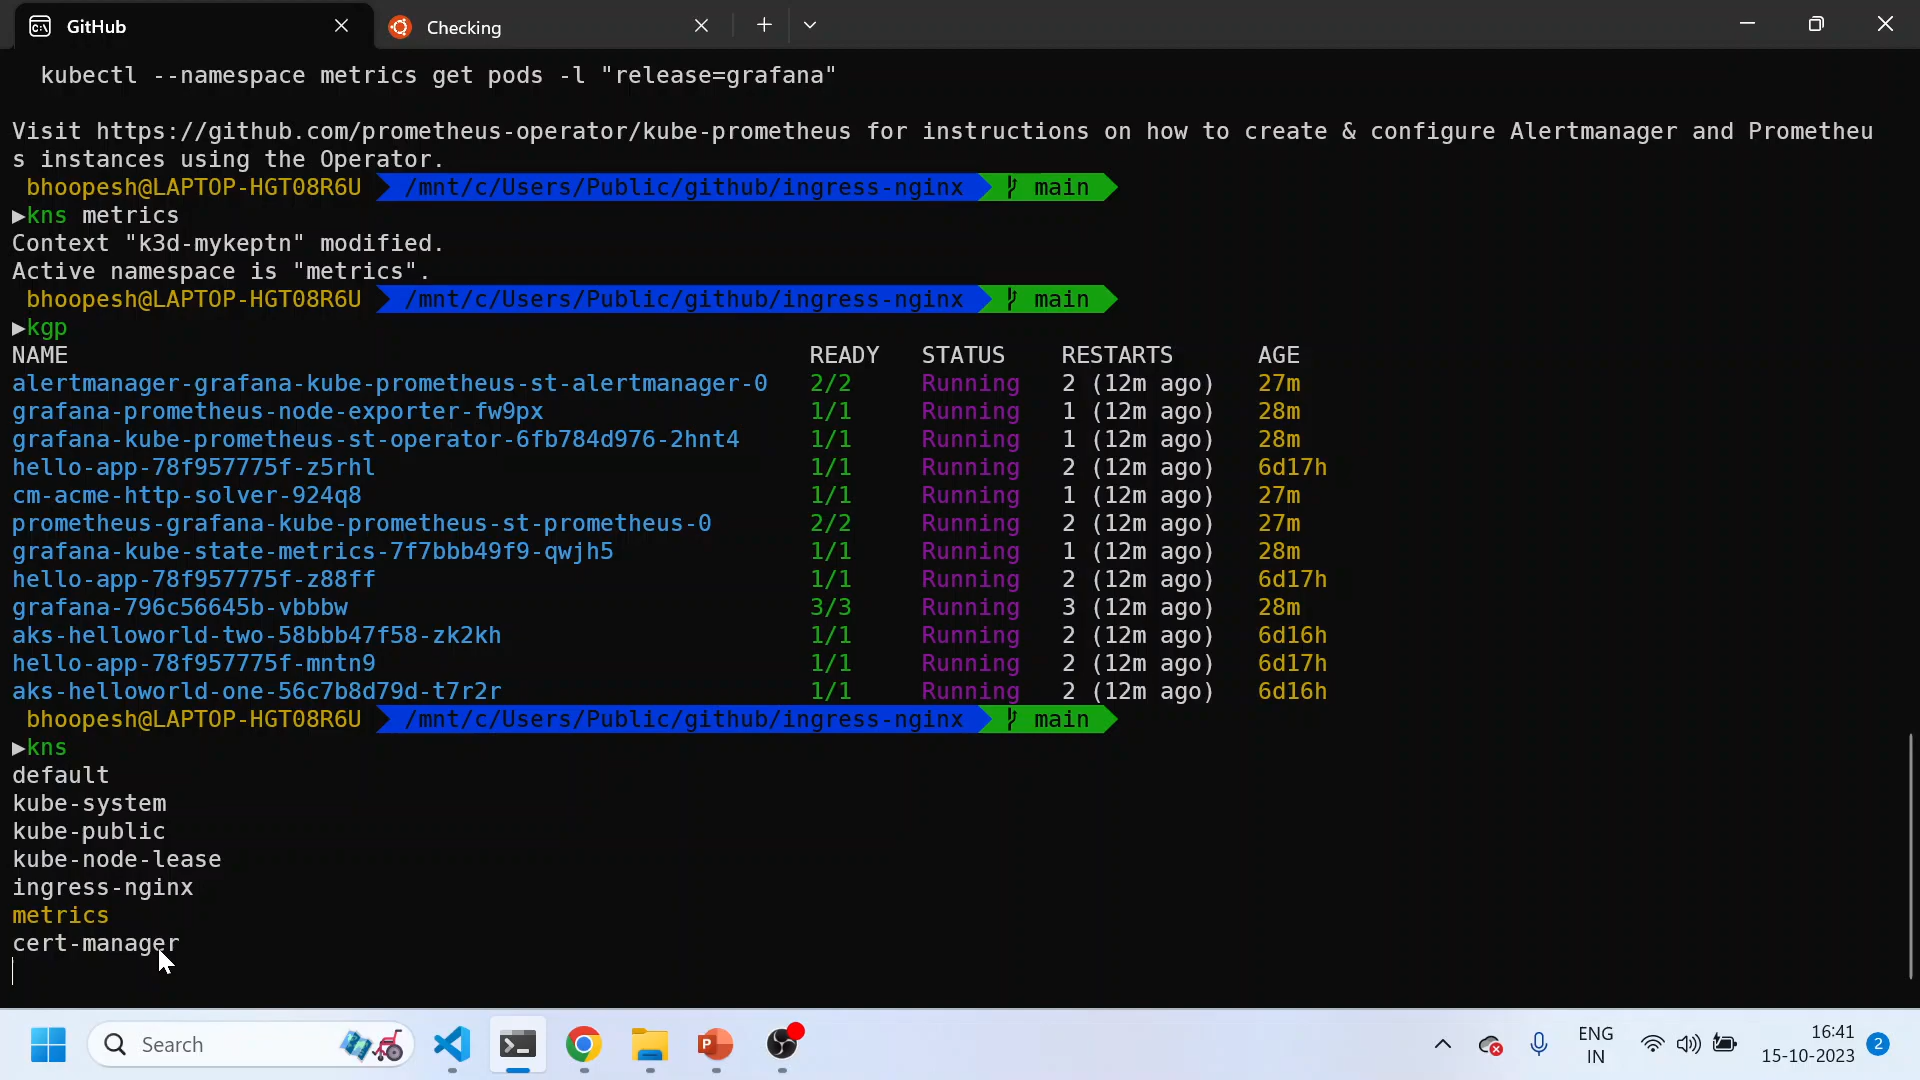 GitHub
Checking
kubectl --namespace metrics get pods -l "release=grafana"
Visit https://github.com/prometheus-operator/kube-prometheus for instructions on how to create & configure Alertmanager and Prometheu
s instances using the Operator.
bhoopesh@LAPTOP-HGT08R6U /mnt/c/Users/Public/github/ingress-nginx main
▶kns metrics
Context "k3d-mykeptn" modified.
Active namespace is "metrics".
bhoopesh@LAPTOP-HGT08R6U /mnt/c/Users/Public/github/ingress-nginx main
▶kgp
NAME READY STATUS RESTARTS AGE
alertmanager-grafana-kube-prometheus-st-alertmanager-0 2/2 Running 2 (12m ago) 27m
grafana-prometheus-node-exporter-fw9px 1/1 Running 1 (12m ago) 28m
grafana-kube-prometheus-st-operator-6fb784d976-2hnt4 1/1 Running 1 (12m ago) 28m
hello-app-78f957775f-z5rhl 1/1 Running 2 (12m ago) 6d17h
cm-acme-http-solver-924q8 1/1 Running 1 (12m ago) 27m
prometheus-grafana-kube-prometheus-st-prometheus-0 2/2 Running 2 (12m ago) 27m
grafana-kube-state-metrics-7f7bbb49f9-qwjh5 1/1 Running 1 (12m ago) 28m
hello-app-78f957775f-z88ff 1/1 Running 2 (12m ago) 6d17h
grafana-796c56645b-vbbbw 3/3 Running 3 (12m ago) 28m
aks-helloworld-two-58bbb47f58-zk2kh 1/1 Running 2 (12m ago) 6d16h
hello-app-78f957775f-mntn9 1/1 Running 2 (12m ago) 6d17h
aks-helloworld-one-56c7b8d79d-t7r2r 1/1 Running 2 (12m ago) 6d16h
bhoopesh@LAPTOP-HGT08R6U /mnt/c/Users/Public/github/ingress-nginx main
▶kns
default
kube-system
kube-public
kube-node-lease
ingress-nginx
metrics
cert-manager
Search
ENG
IN
16:41
15-10-2023
2